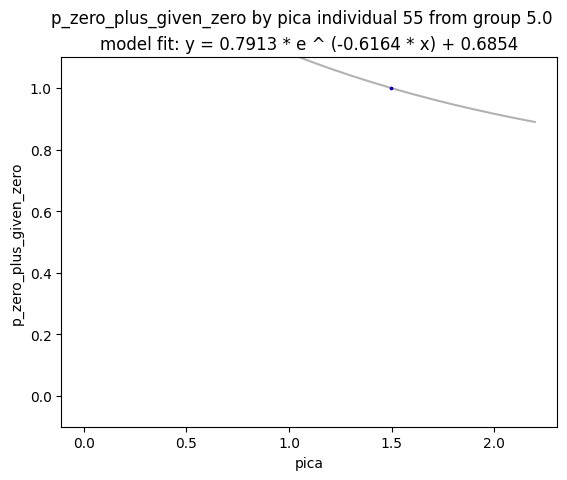 p_zero_plus_given_zero by pica individual 55 from group 5.0
model fit: y = 0.7913 * e ^ (-0.6164 * x) + 0.6854
1.0
0.8
0.6
0.4
0.2
0.0
p_zero_plus_given_zero
0.0 0.5 1.0 1.5 2.0
pica